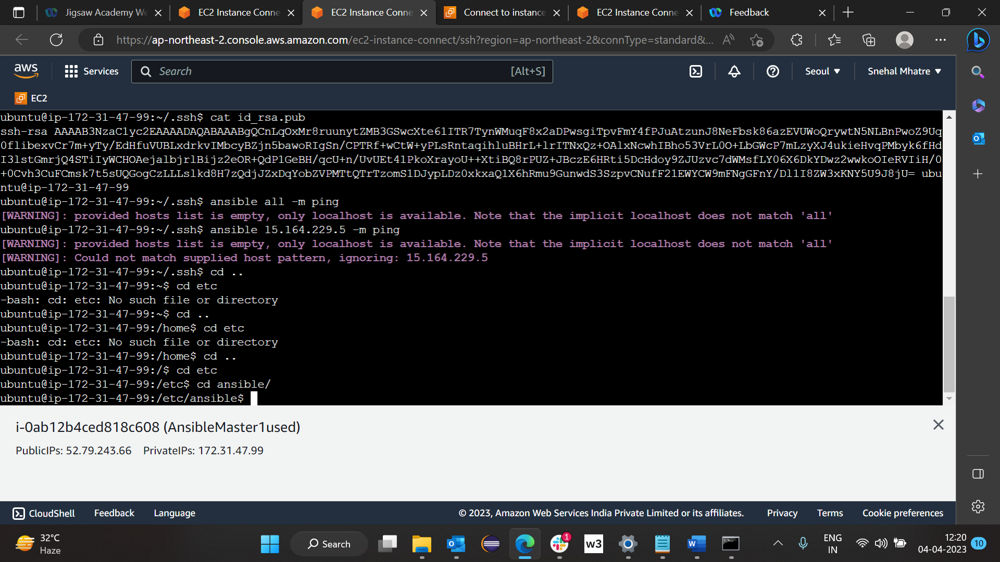 Jigsaw Academy We
EC2 Instance Conne
EC2 Instance Conne
Connect to instance
EC2 Instance Conne
Feedback
https://ap-northeast-2.console.aws.amazon.com/ec2-instance-connect/ssh?region=ap-northeast-2&connType=standard&...
aws
Services
Search
[Alt+S]
Seoul ▼
Snehal Mhatre ▼
EC2
ubuntu@ip-172-31-47-99:~/.ssh$ cat id_rsa.pub
ssh-rsa AAAAB3NzaC1yc2EAAAADAQABAAABgQCnLqOxMr8ruunytZMB3GSwcXte61ITR7TynWMuqF8x2aDPwsgiTpvFmY4fPJuAtzunJ8NeFbsk86azEVUWoQrywtN5NLBnPwoZ9Uq
0flibexvCr7m+yTy/EdHfuVUBLxdrkvIMbcyBZjn5bawoRIgSn/CPTRf+wCtW+yPLsRntaqihluBHrL+lrITNxQz+OAlxNcwhIBho53VrL0O+LbGWcP7mLzyXJ4ukieHvqPMbyk6fHd
I3lstGmrjQ4STiIyWCHOAejalbjrlBijz2eOR+QdP1GeBH/qcU+n/UvUEt41PkoXrayoU++XtiBQ8rPUZ+JBczE6HRti5DcHdoy9ZJUzvc7dWMsfLY06X6DkYDwz2wwkoOIeRVIiH/0
+0Cvh3CuFCmsk7t5sUQGogCzLLLslkd8H7zQdjJZxDqYobZVPMTtQTrTzomS1DJypLDz0xkxaQ1X6hRmu9GunwdS3SzpvCNufF21EWYCW9mFNgGFnY/Dl1I8ZW3xKNY5U9J8jU= ubu
ntu@ip-172-31-47-99
ubuntu@ip-172-31-47-99:~/.ssh$ ansible all -m ping
[WARNING]: provided hosts list is empty, only localhost is available. Note that the implicit localhost does not match 'all'
ubuntu@ip-172-31-47-99:~/.ssh$ ansible 15.164.229.5 -m ping
[WARNING]: provided hosts list is empty, only localhost is available. Note that the implicit localhost does not match 'all'
[WARNING]: Could not match supplied host pattern, ignoring: 15.164.229.5
ubuntu@ip-172-31-47-99:~/.ssh$ cd ..
ubuntu@ip-172-31-47-99:~$ cd etc
-bash: cd: etc: No such file or directory
ubuntu@ip-172-31-47-99:~$ cd ..
ubuntu@ip-172-31-47-99:/home$ cd etc
-bash: cd: etc: No such file or directory
ubuntu@ip-172-31-47-99:/home$ cd ..
ubuntu@ip-172-31-47-99:/$ cd etc
ubuntu@ip-172-31-47-99:/etc$ cd ansible/
ubuntu@ip-172-31-47-99:/etc/ansible$
i-0ab12b4ced818c608 (AnsibleMaster1used)
PublicIPs: 52.79.243.66 PrivateIPs: 172.31.47.99
CloudShell
Feedback
Language
© 2023, Amazon Web Services India Private Limited or its affiliates.
Privacy
Terms
Cookie preferences
32°C
Haze
Search
1
w3
ENG
IN
12:20
04-04-2023
10